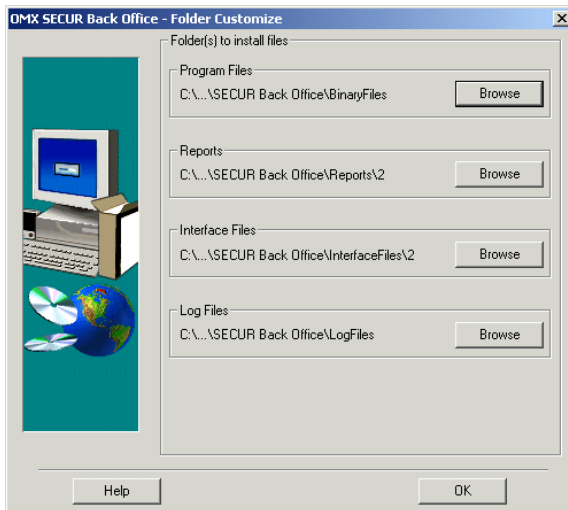 OMX SECUR Back Office - Folder Customize
Folder(s) to install files
Program Files
C:\...\SECUR Back Office\BinaryFiles
Browse
Reports
C:\...\SECUR Back Office\Reports\2
Browse
Interface Files
C:\...\SECUR Back Office\InterfaceFiles\2
Browse
Log Files
C:\...\SECUR Back Office\LogFiles
Browse
Help
OK